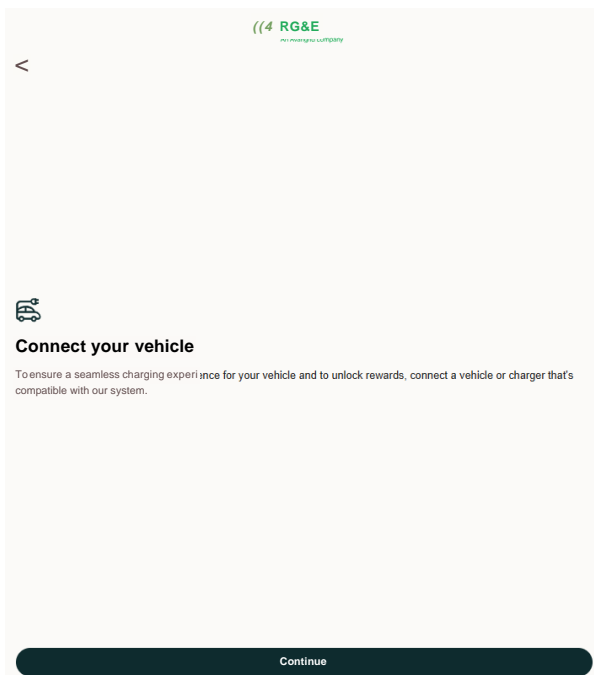 ((4 RG&E
<
Connect your vehicle
To ensure a seamless charging experience for your vehicle and to unlock rewards, connect a vehicle or charger that's
compatible with our system.
Continue